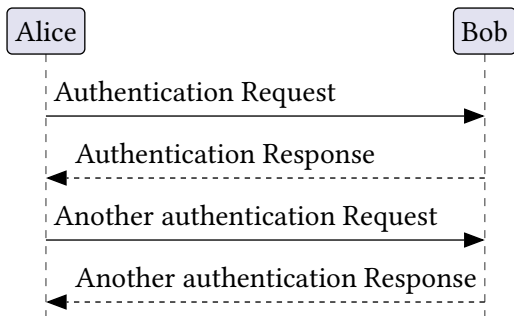 Alice
Bob
Authentication Request
Authentication Response
Another authentication Request
Another authentication Response